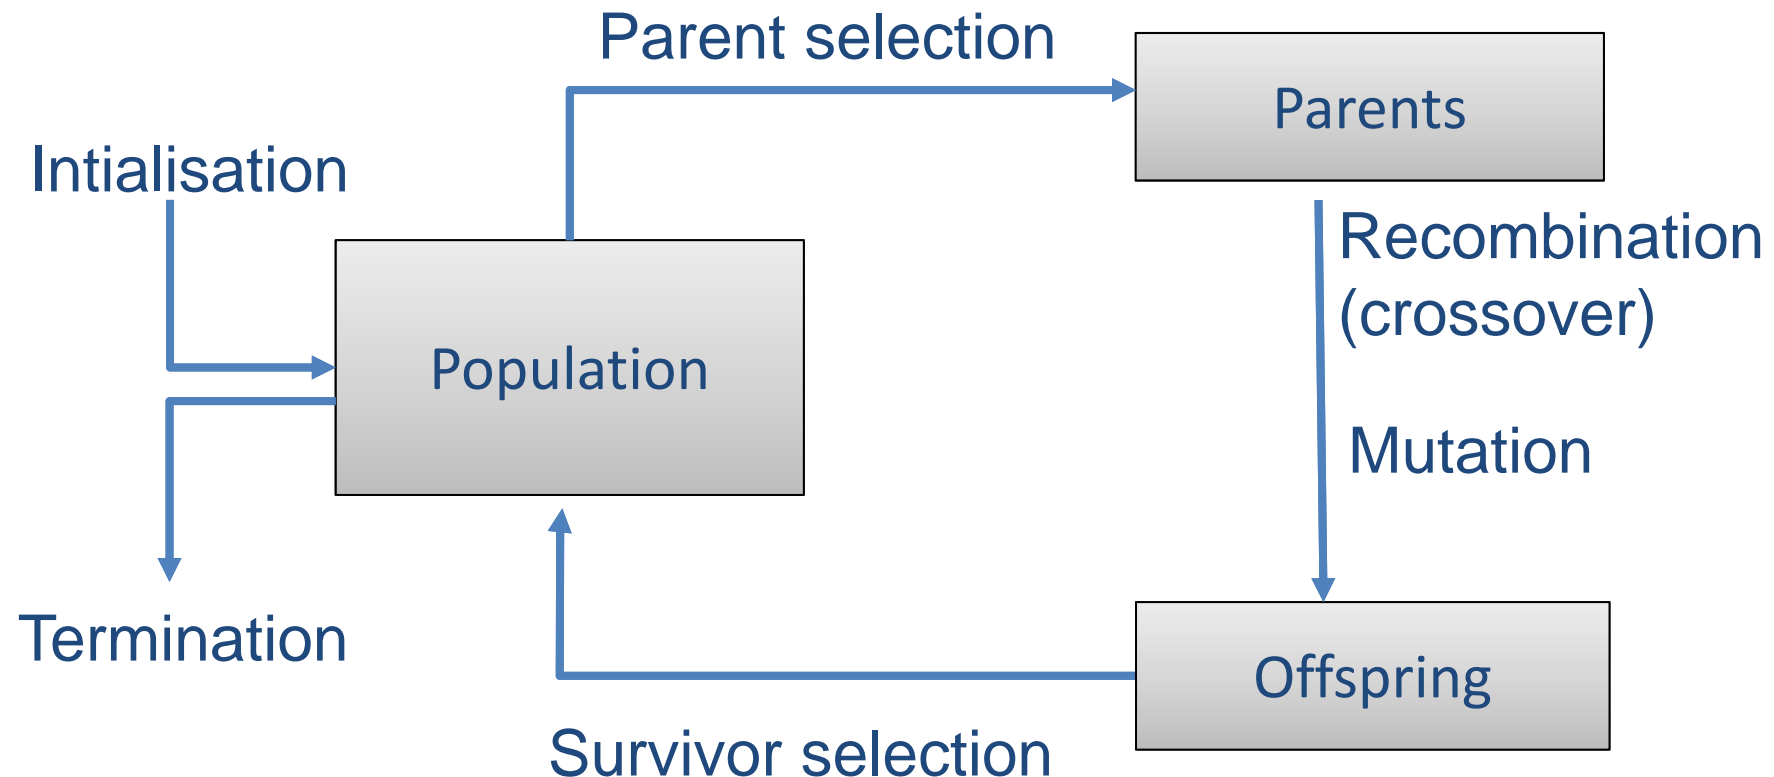 Parent selection
Parents
Intialisation
Recombination
(crossover)
Population
Mutation
Termination
Offspring
Survivor selection